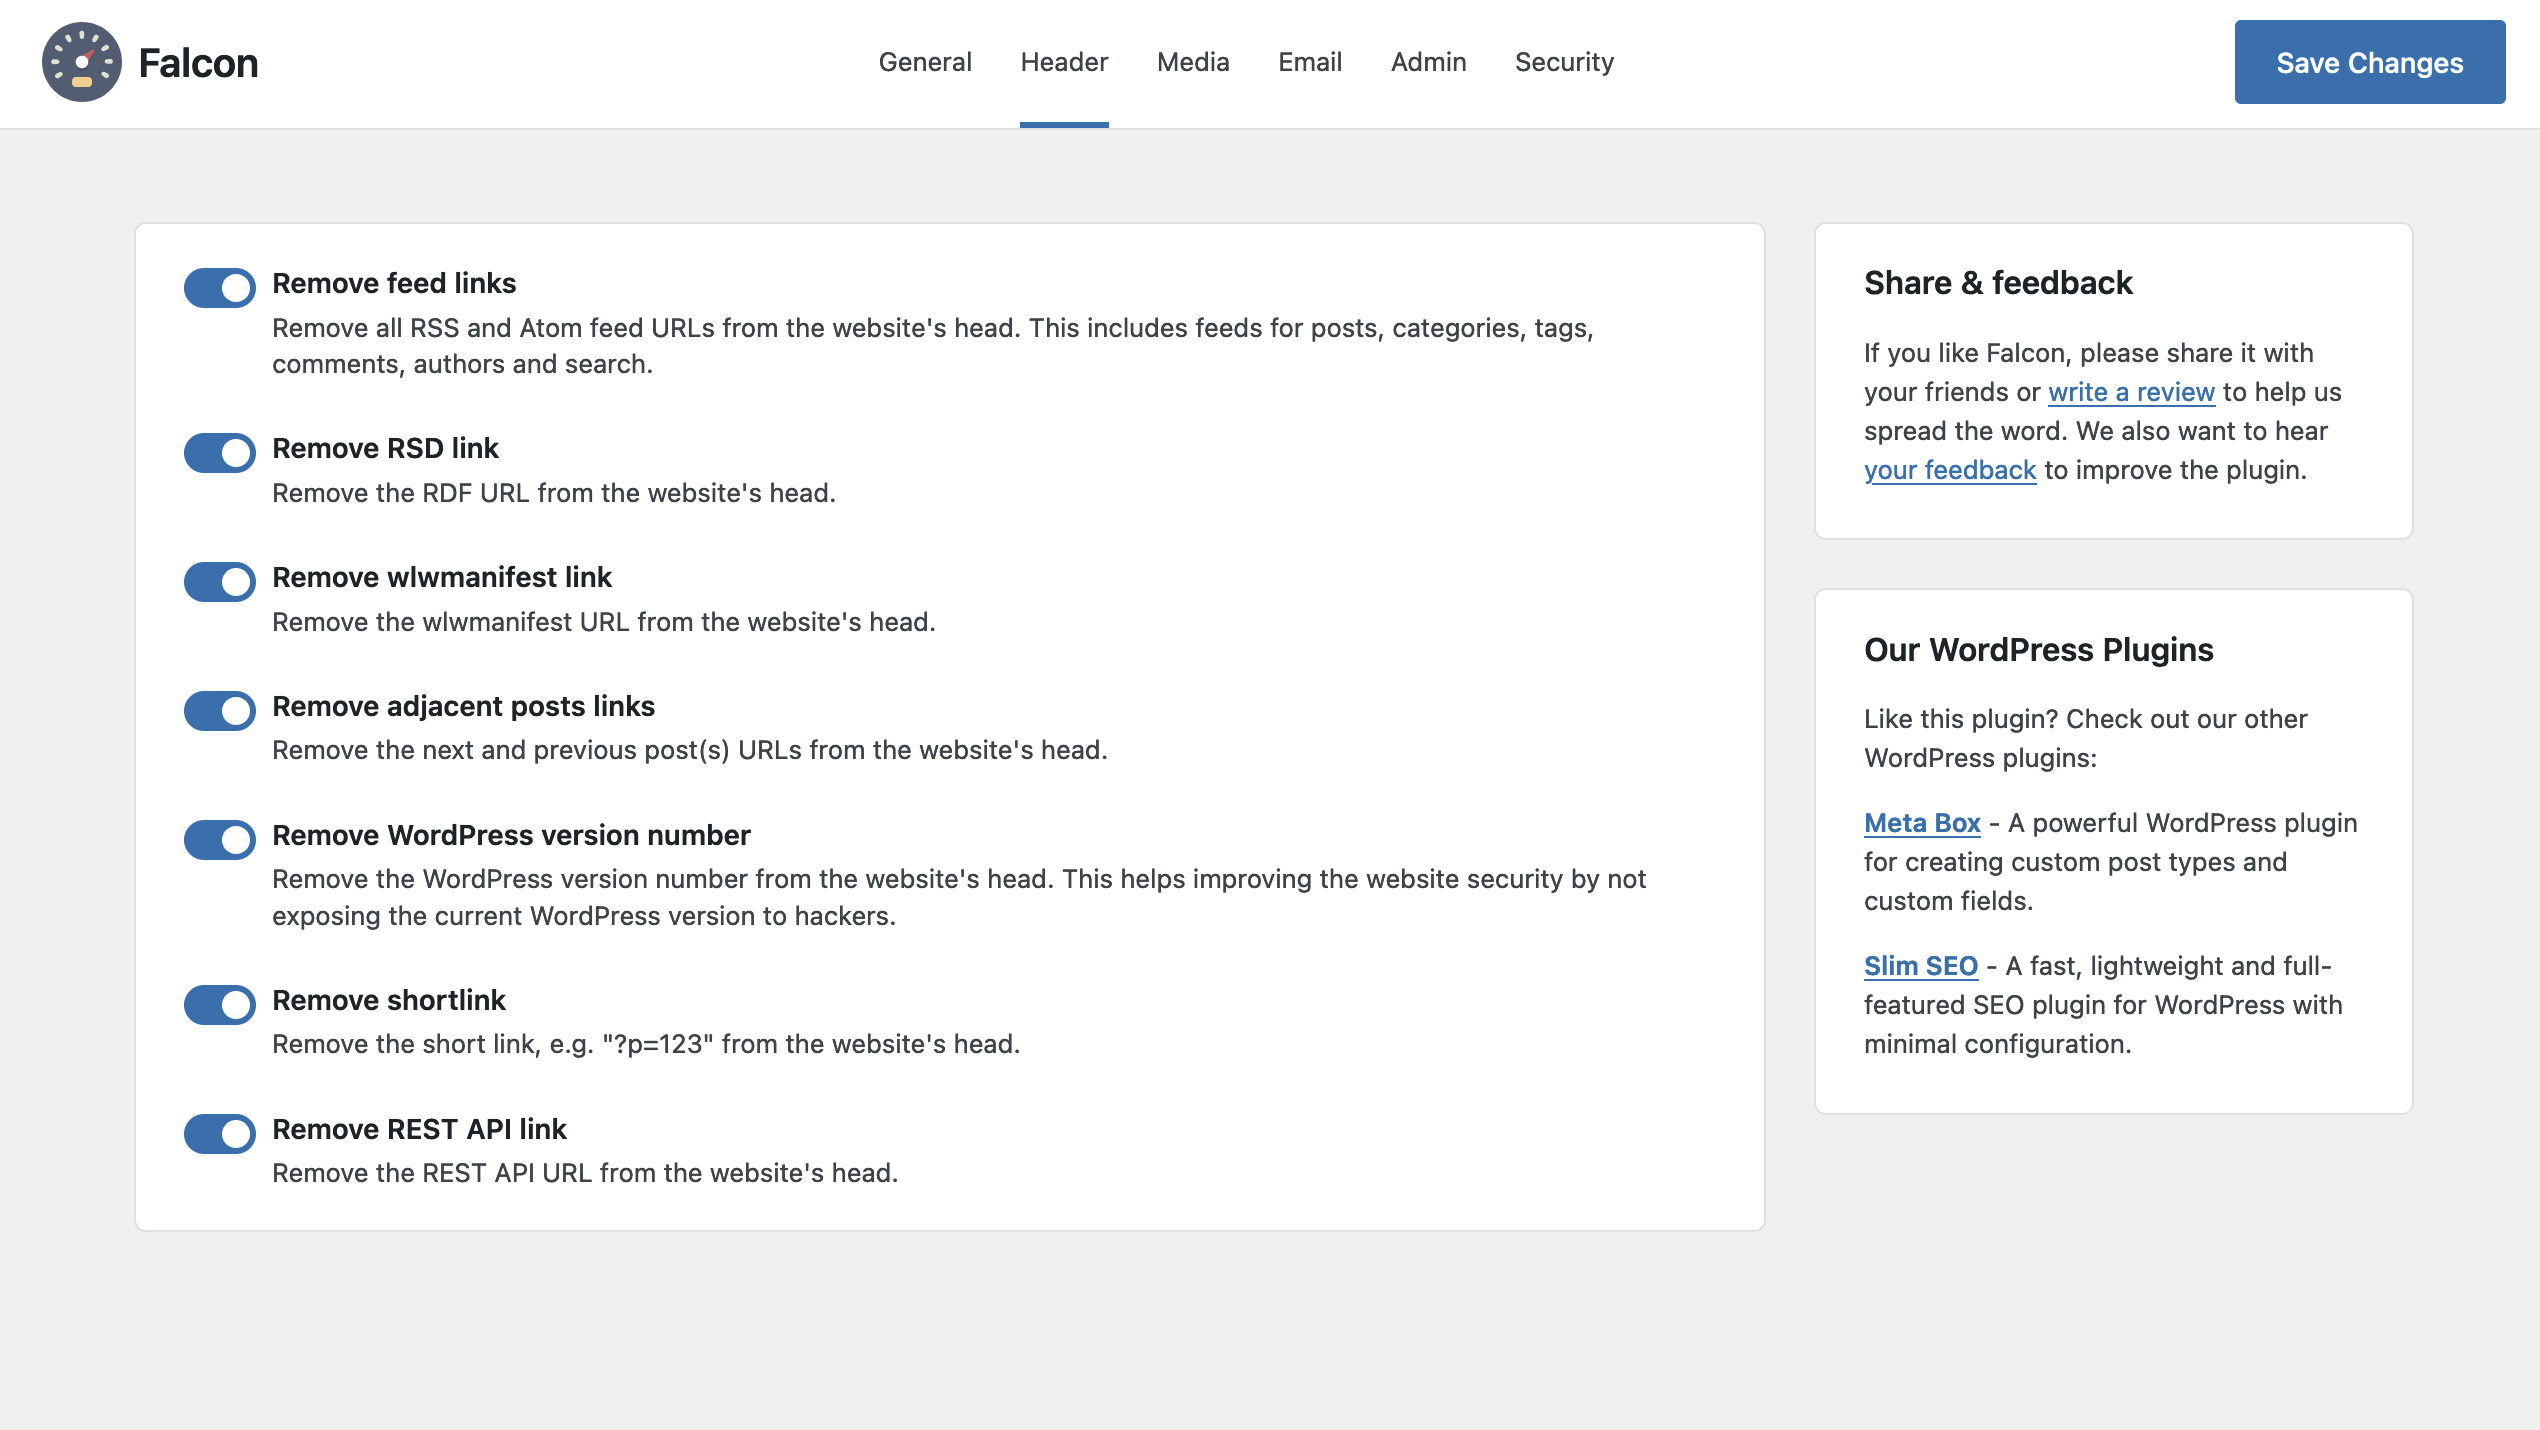 Falcon
General Header Media Email Admin Security
Save Changes
Remove feed links
Remove all RSS and Atom feed URLs from the website's head. This includes feeds for posts, categories, tags,
comments, authors and search.
Remove RSD link
Remove the RDF URL from the website's head.
Remove wlwmanifest link
Remove the wlwmanifest URL from the website's head.
Remove adjacent posts links
Remove the next and previous post(s) URLs from the website's head.
Remove WordPress version number
Remove the WordPress version number from the website's head. This helps improving the website security by not
exposing the current WordPress version to hackers.
Remove shortlink
Remove the short link, e.g. "?p=123" from the website's head.
Remove REST API link
Remove the REST API URL from the website's head.
Share & feedback
If you like Falcon, please share it with
your friends or write a review to help us
spread the word. We also want to hear
your feedback to improve the plugin.
Our WordPress Plugins
Like this plugin? Check out our other
WordPress plugins:
Meta Box - A powerful WordPress plugin
for creating custom post types and
custom fields.
Slim SEO - A fast, lightweight and full-
featured SEO plugin for WordPress with
minimal configuration.